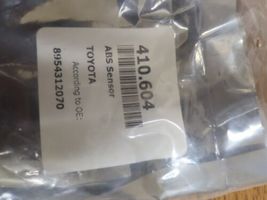 410.604
ABS Sensor
TOYOTA
According to OE:
8954312070